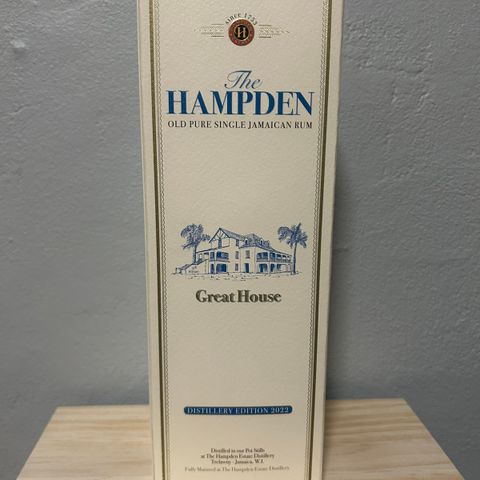 since 1753
H
The
HAMPDEN
OLD PURE SINGLE JAMAICAN RUM
Great House
DISTILLERY EDITION 2022
Distilled in our Pot Stills
at The Hampden Estate Distillery
Trelawny - Jamaica, W.I.
Fully Matured at The Hampden Estate Distillery